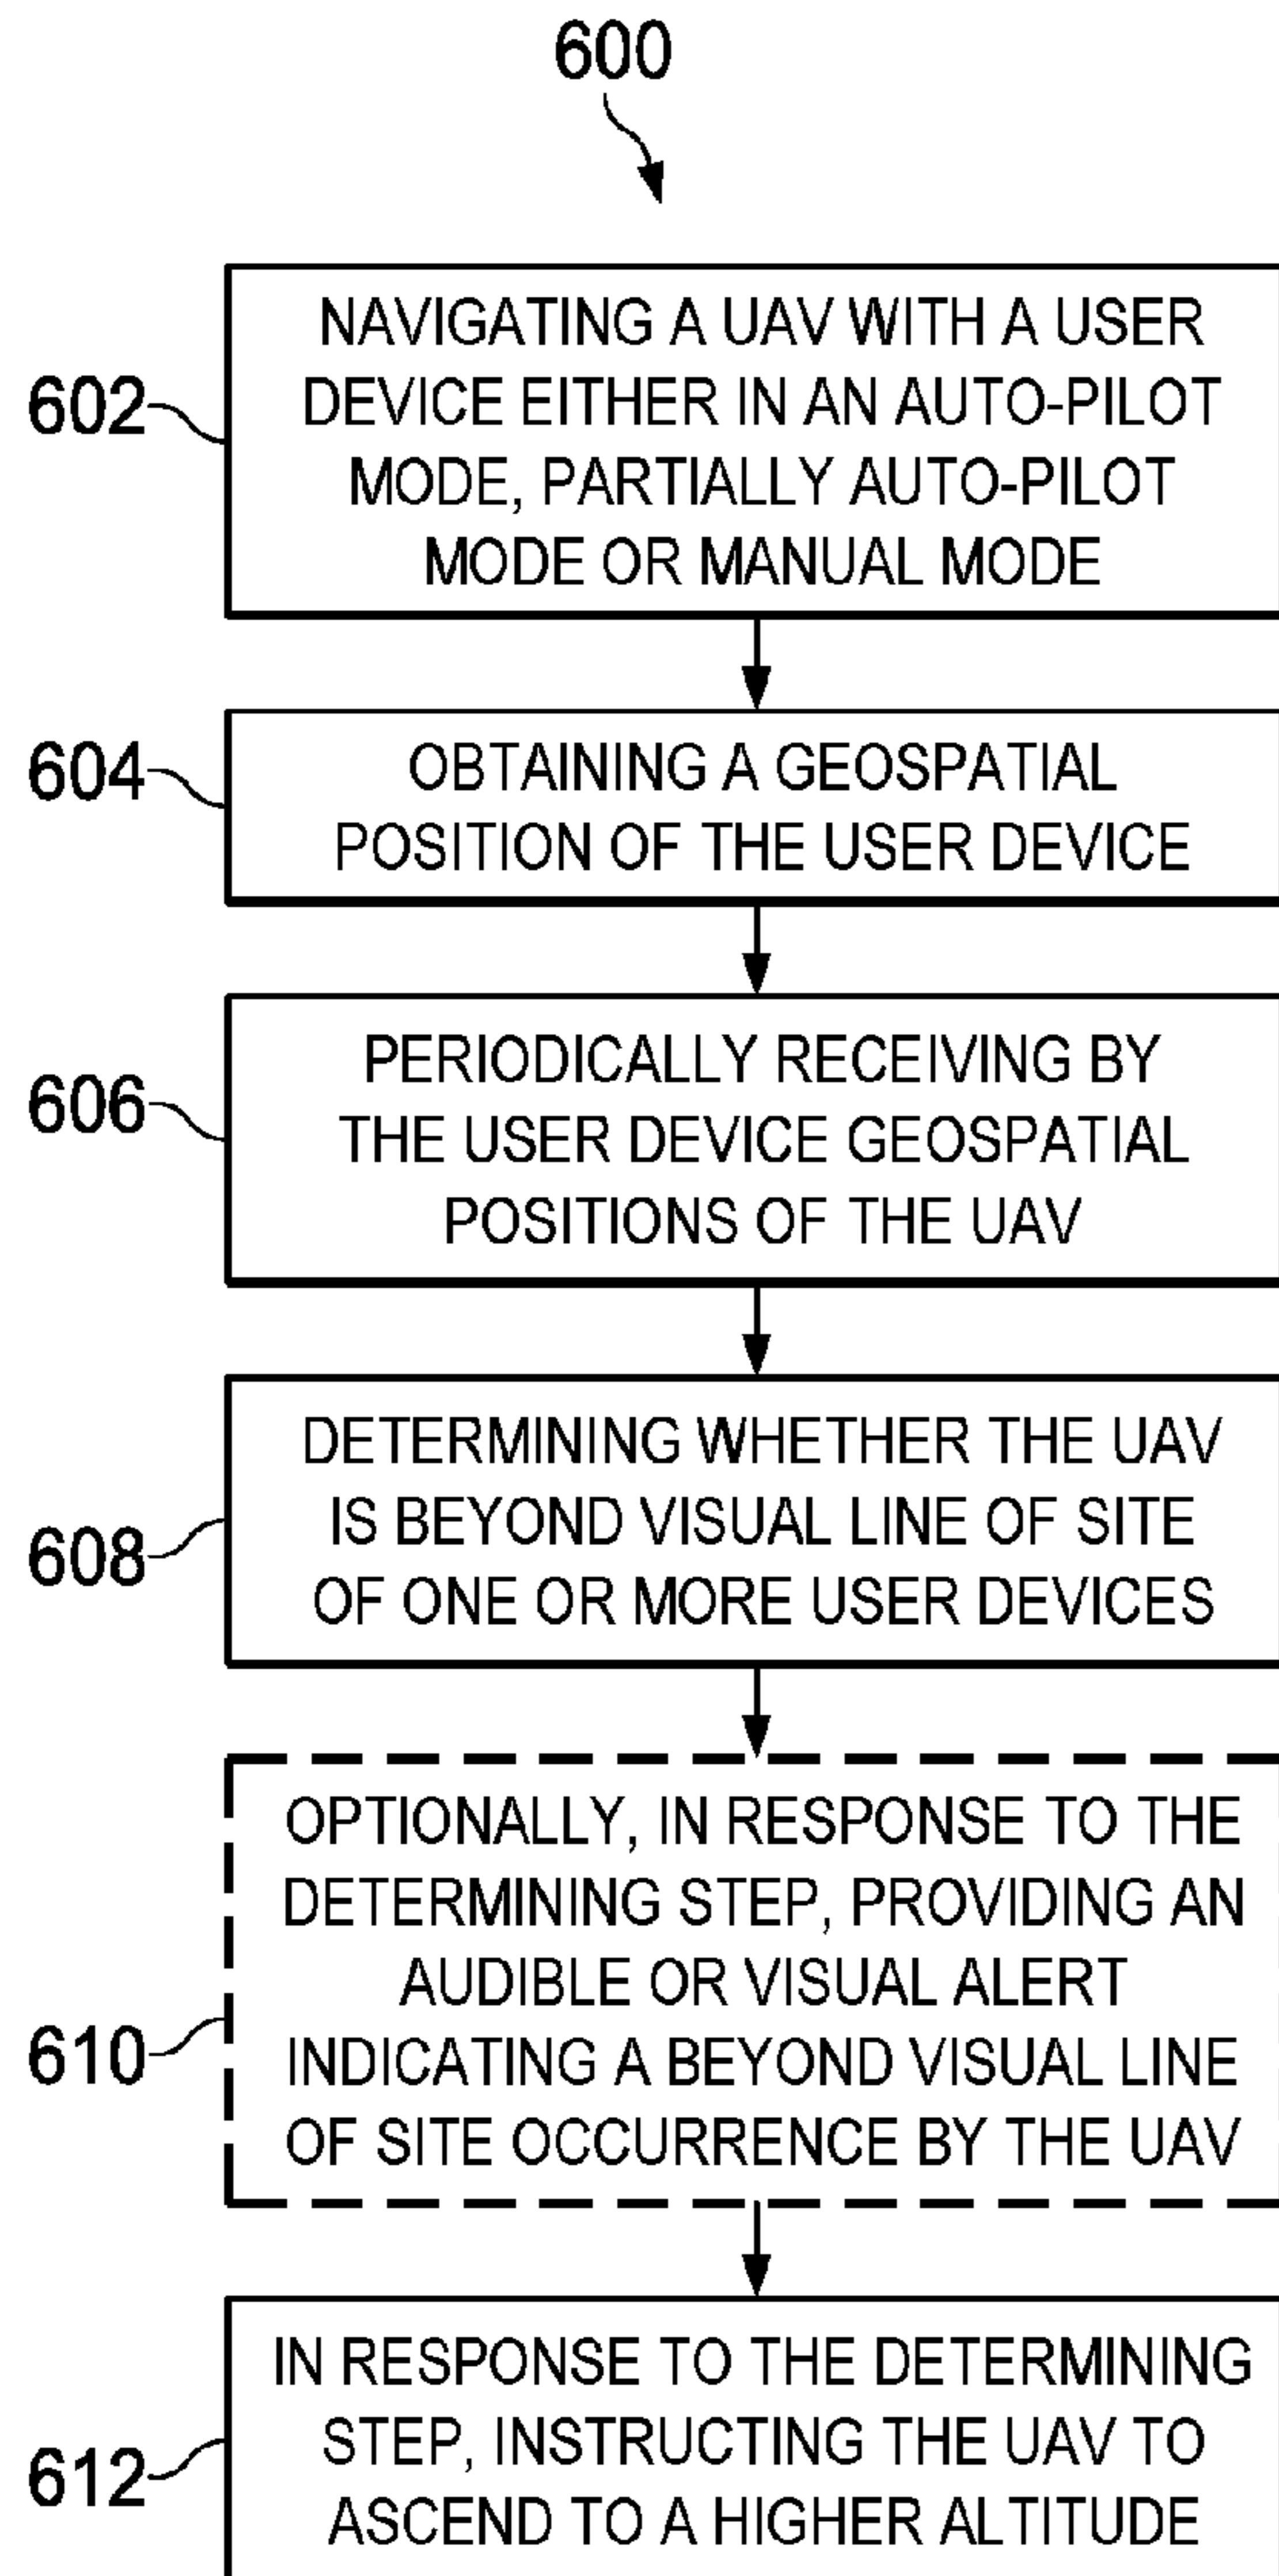 600
602
NAVIGATING A UAV WITH A USER
DEVICE EITHER IN AN AUTO-PILOT
MODE, PARTIALLY AUTO-PILOT
MODE OR MANUAL MODE
604
OBTAINING A GEOSPATIAL
POSITION OF THE USER DEVICE
606
PERIODICALLY RECEIVING BY
THE USER DEVICE GEOSPATIAL
POSITIONS OF THE UAV
608
DETERMINING WHETHER THE UAV
IS BEYOND VISUAL LINE OF SITE
OF ONE OR MORE USER DEVICES
610
OPTIONALLY, IN RESPONSE TO THE
DETERMINING STEP, PROVIDING AN
AUDIBLE OR VISUAL ALERT
INDICATING A BEYOND VISUAL LINE
OF SITE OCCURRENCE BY THE UAV
612
IN RESPONSE TO THE DETERMINING
STEP, INSTRUCTING THE UAV TO
ASCEND TO A HIGHER ALTITUDE